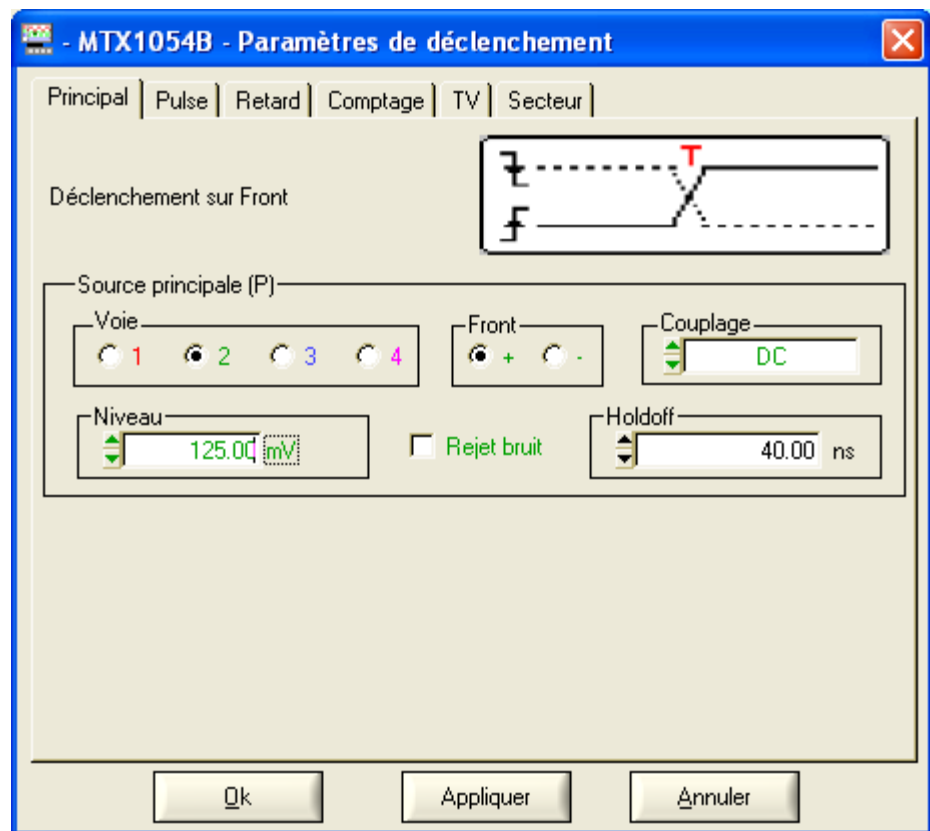 - MTX1054B - Paramètres de déclenchement
Principal Pulse Retard Comptage TV Secteur
T
Déclenchement sur Front
Source principale (P)
Voie Front Couplage
1 2 3 4 + - DC
Niveau Holdoff
125.00 mV Rejet bruit 40.00 ns
Ok Appliquer Annuler